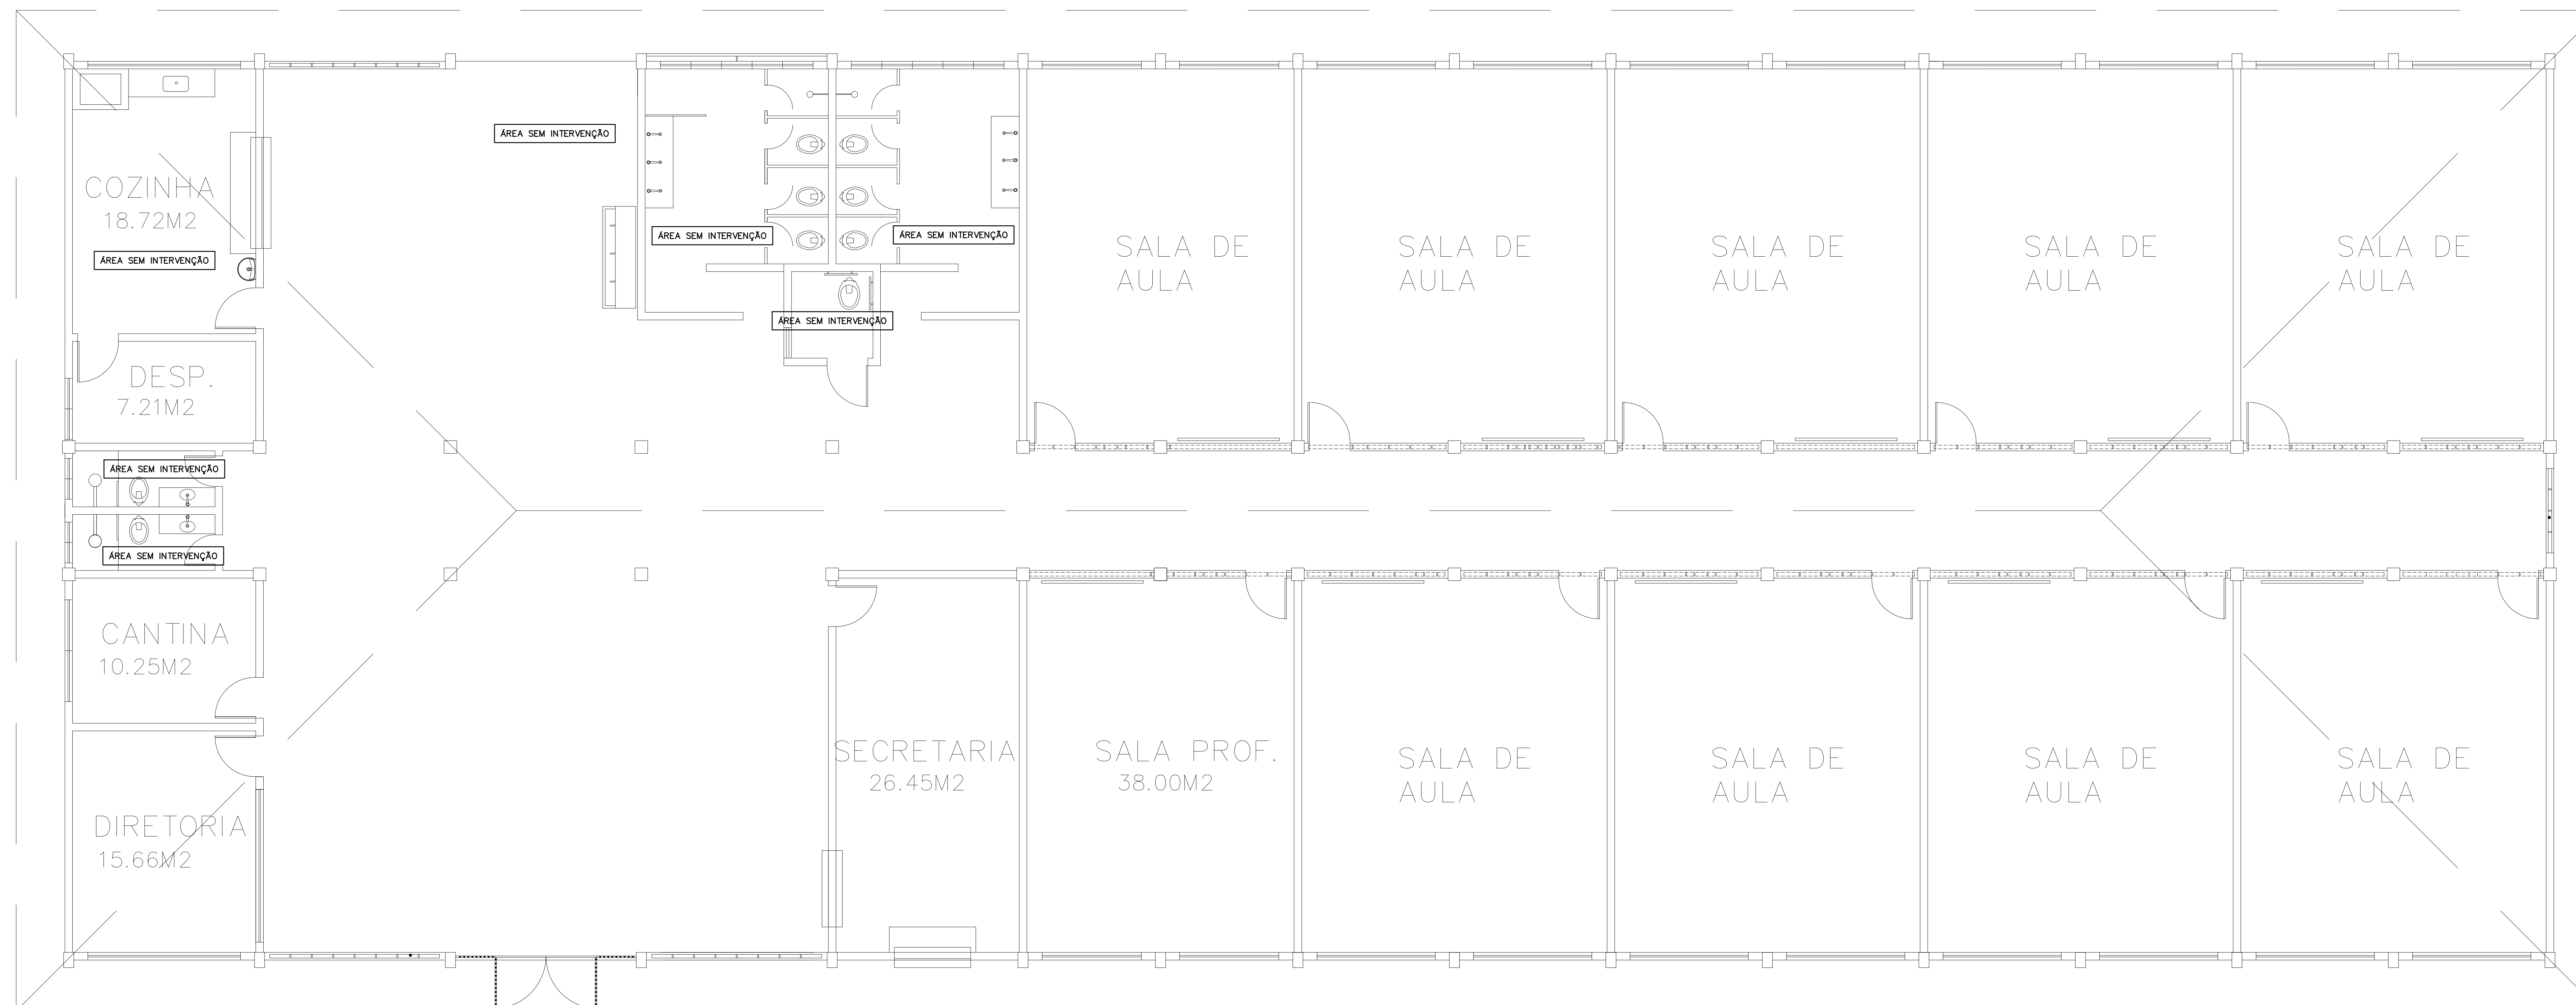 ÁREA SEM INTERVENÇÃO
COZINHA
18.72M2
ÁREA SEM INTERVENÇÃO
ÁREA SEM INTERVENÇÃO
ÁREA SEM INTERVENÇÃO
ÁREA SEM INTERVENÇÃO
SALA DE
AULA
SALA DE
AULA
SALA DE
AULA
SALA DE
AULA
SALA DE
AULA
DESP.
7.21M2
ÁREA SEM INTERVENÇÃO
ÁREA SEM INTERVENÇÃO
CANTINA
10.25M2
DIRETORIA
15.66M2
SECRETARIA
26.45M2
SALA PROF.
38.00M2
SALA DE
AULA
SALA DE
AULA
SALA DE
AULA
SALA DE
AULA